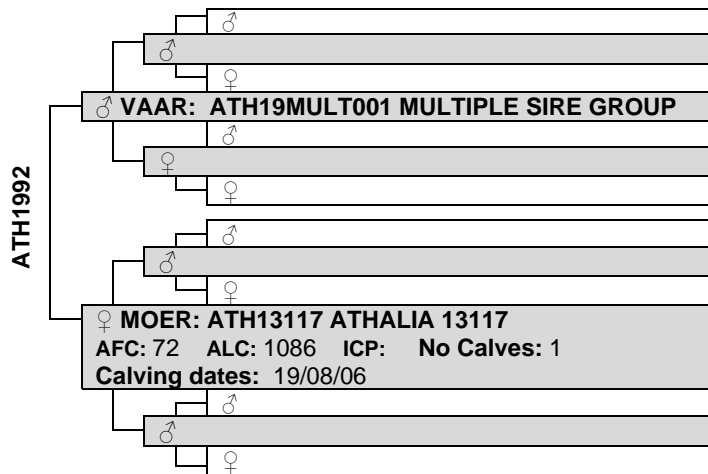 ♂
♂
♀
♂ VAAR: ATH19MULT001 MULTIPLE SIRE GROUP
♂
♀
♀
ATH1992
♂
♂
♀
♀ MOER: ATH13117 ATHALIA 13117
AFC: 72 ALC: 1086 ICP: No Calves: 1
Calving dates: 19/08/06
♂
♂
♀